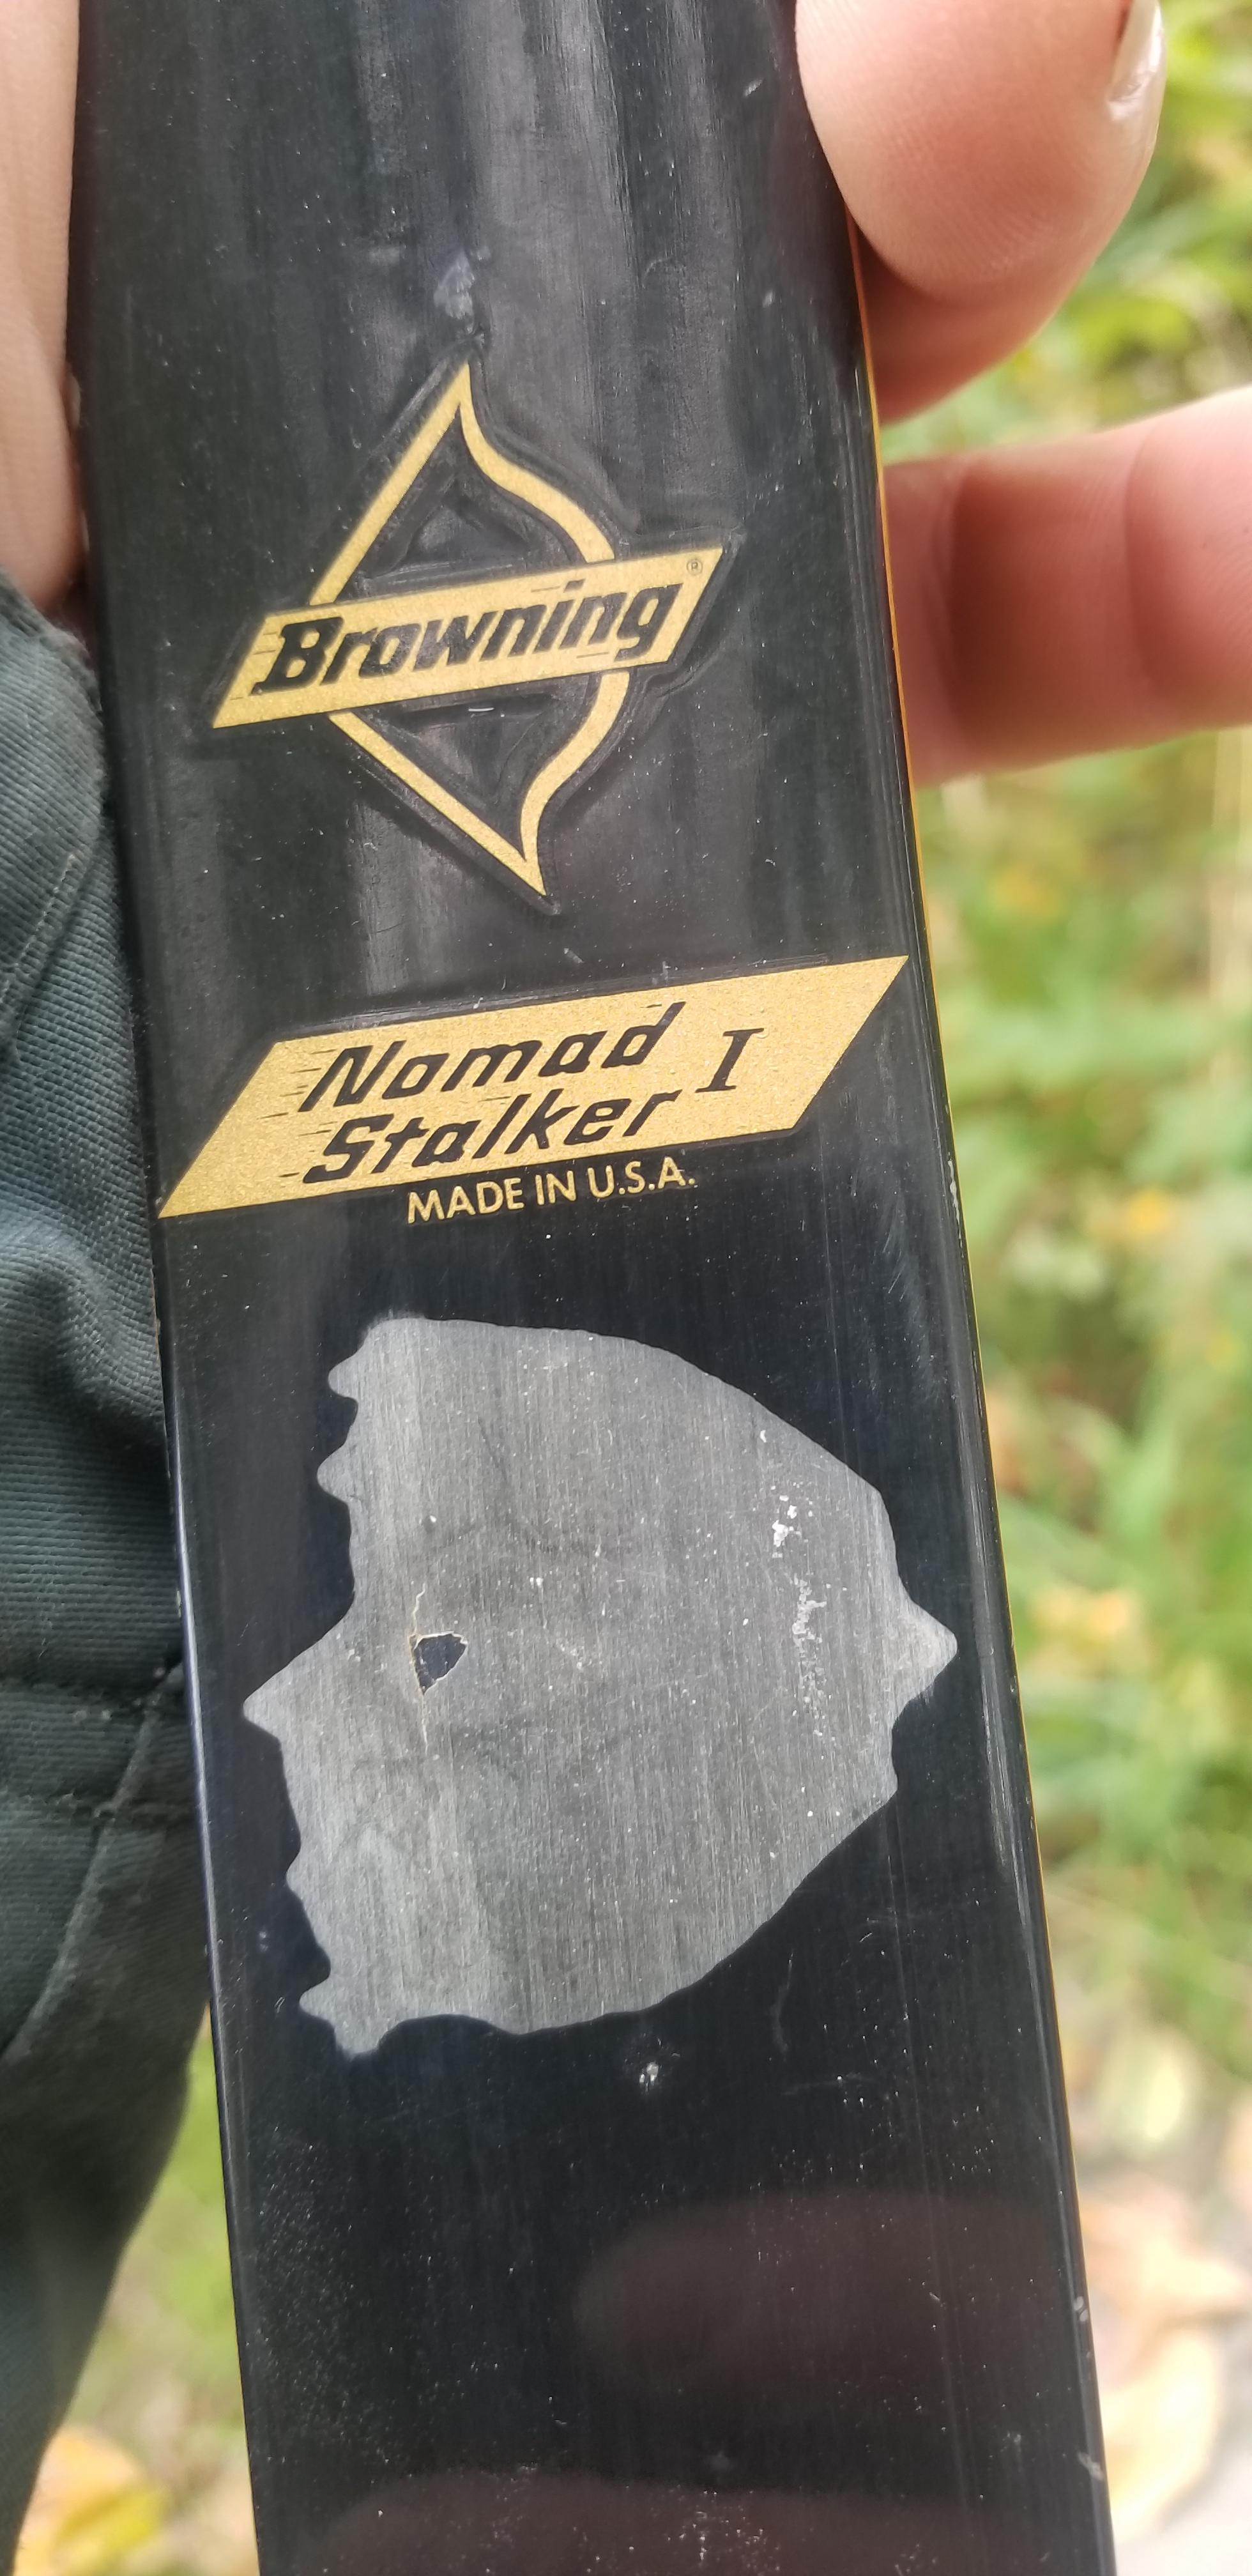 Browning ®
Nomad I
Stalker
MADE IN U.S.A.